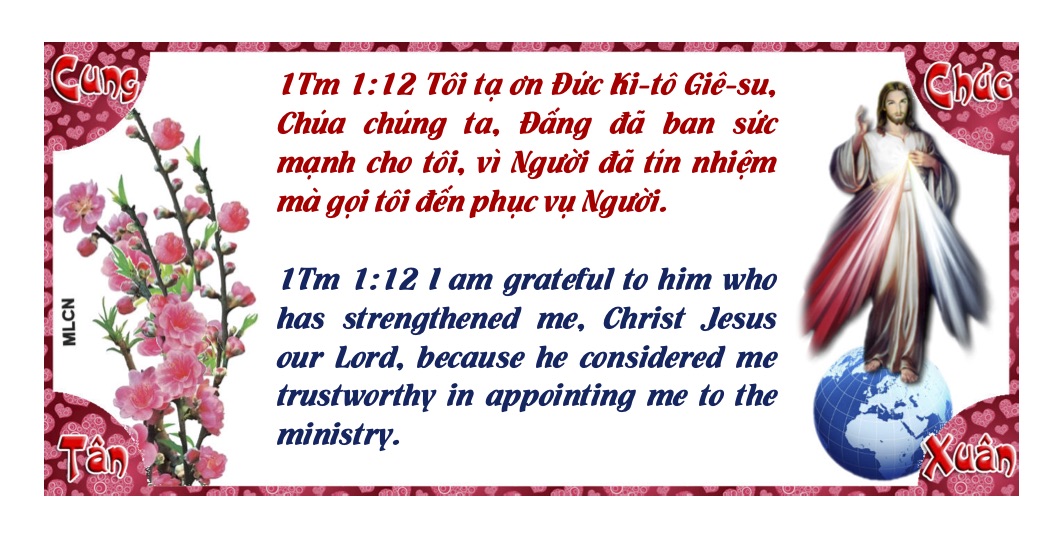 Cung
Chúc
1Tm 1:12 Tôi tạ ơn Đức Ki-tô Giê-su,
Chúa chúng ta, Đấng đã ban sức
mạnh cho tôi, vì Người đã tín nhiệm
mà gọi tôi đến phục vụ Người.
1Tm 1:12 I am grateful to him who
has strengthened me, Christ Jesus
our Lord, because he considered me
trustworthy in appointing me to the
ministry.
MLCN
Tân
Xuân